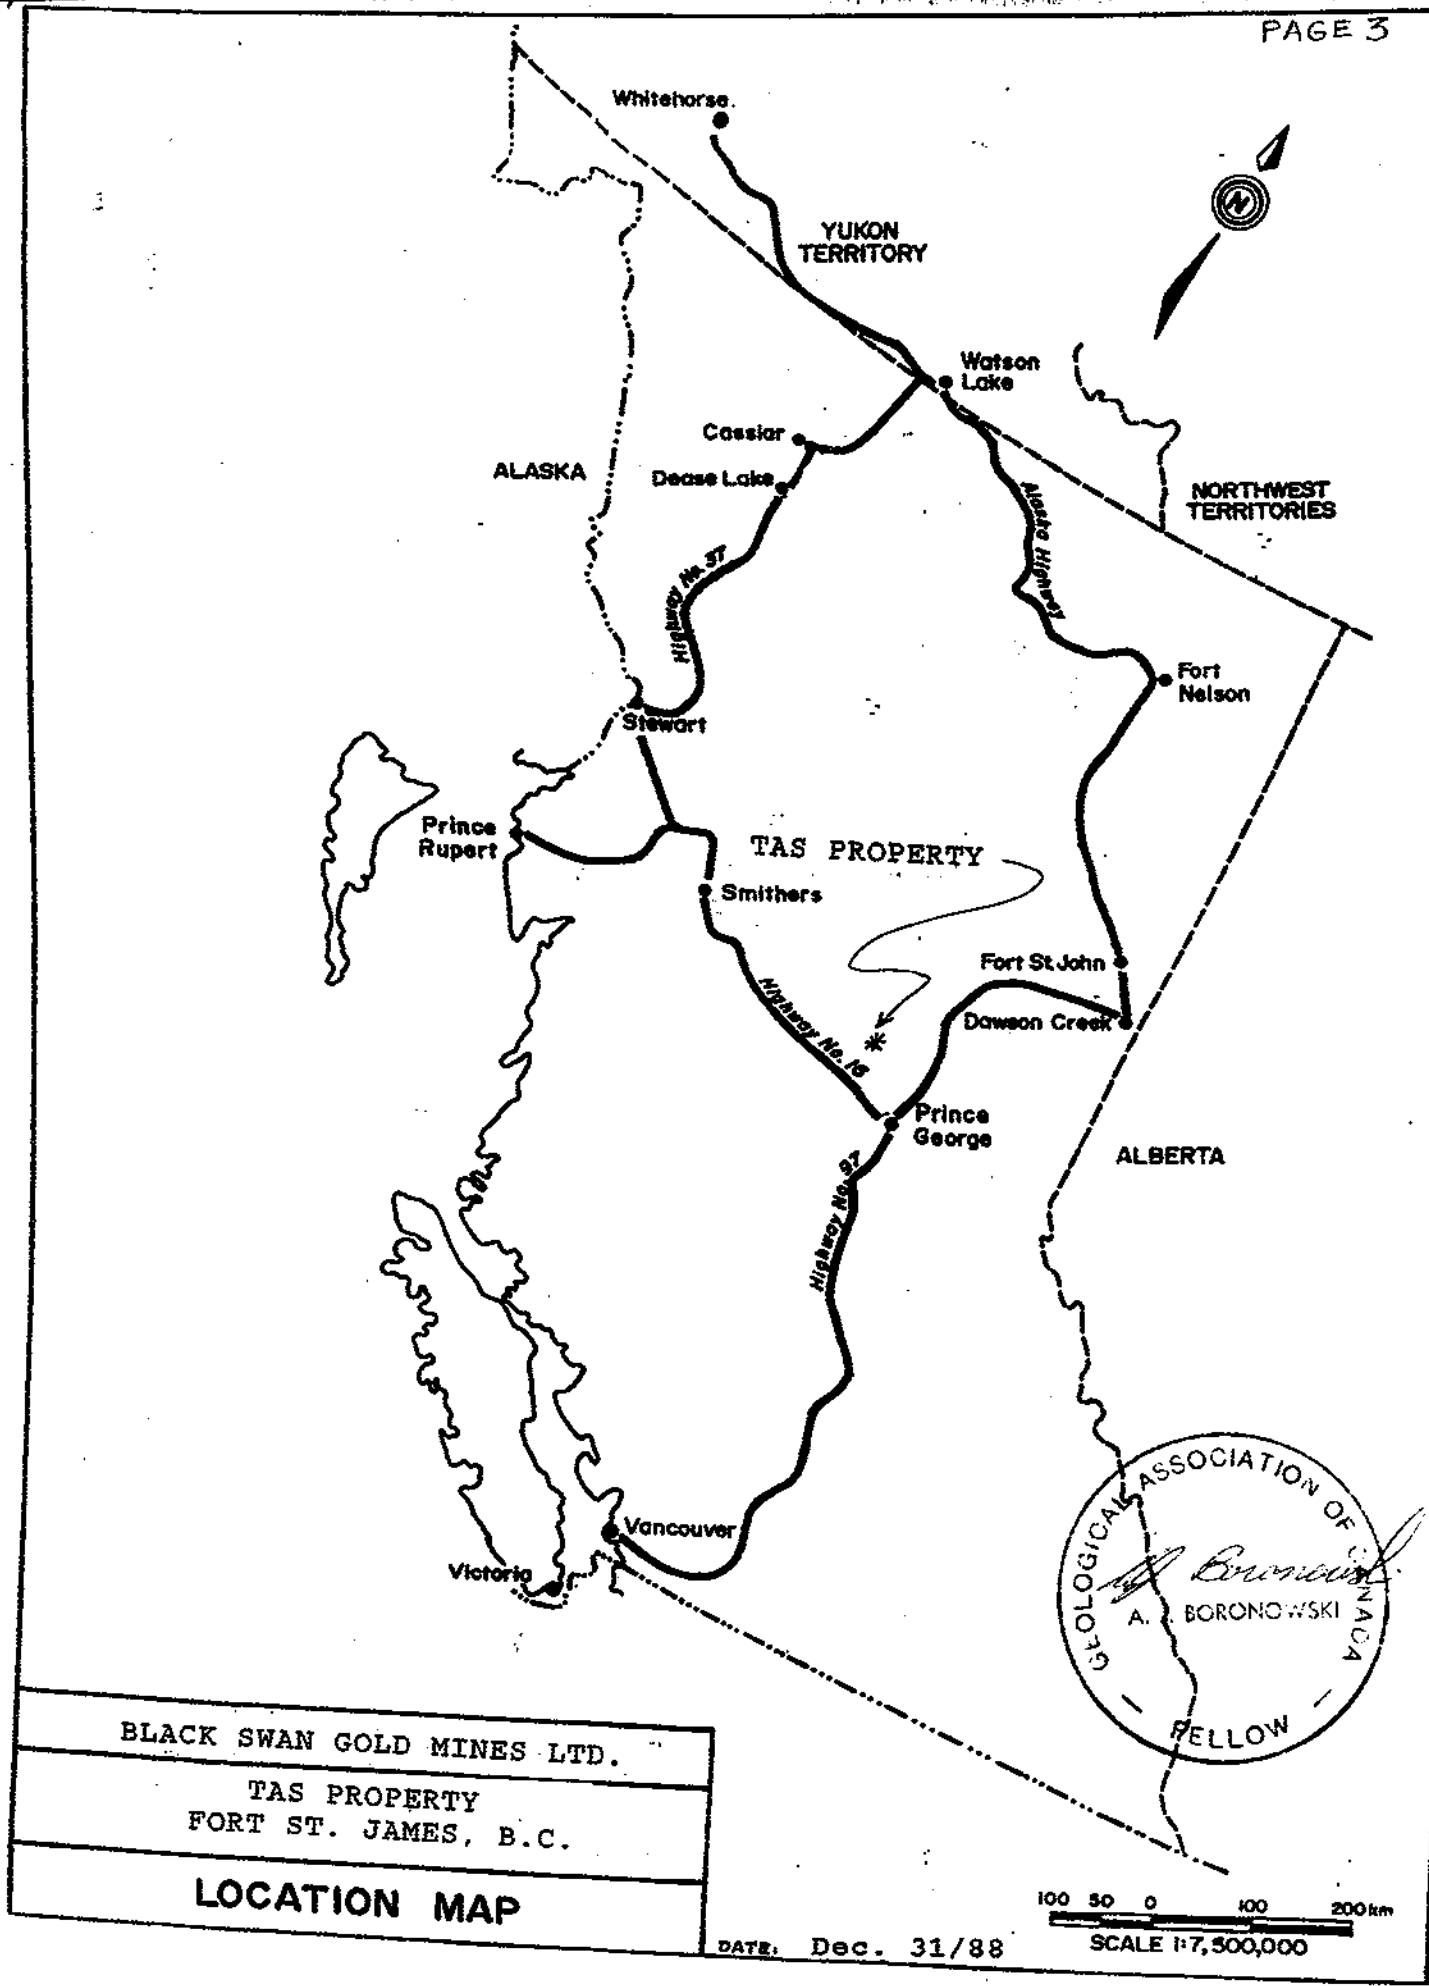 PAGE 3
Whitehorse.
N
YUKON
TERRITORY
Watson
Lake
Cassiar
ALASKA
Dease Lake
NORTHWEST
TERRITORIES
Alaska Highway
Highway No. 37
Fort
Nelson
Stewart
Prince
Rupert
TAS PROPERTY
Smithers
Fort St. John
Highway No. 16
Dawson Creek
Prince
George
ALBERTA
Highway No. 97
GEOLOGICAL ASSOCIATION OF CANADA
Vancouver
Boronowski
Victoria
A. BORONOWSKI
FELLOW
BLACK SWAN GOLD MINES LTD.
TAS PROPERTY
FORT ST. JAMES, B.C.
LOCATION MAP
100 50 0 100 200 km
SCALE 1:7,500,000
DATE: Dec. 31/88